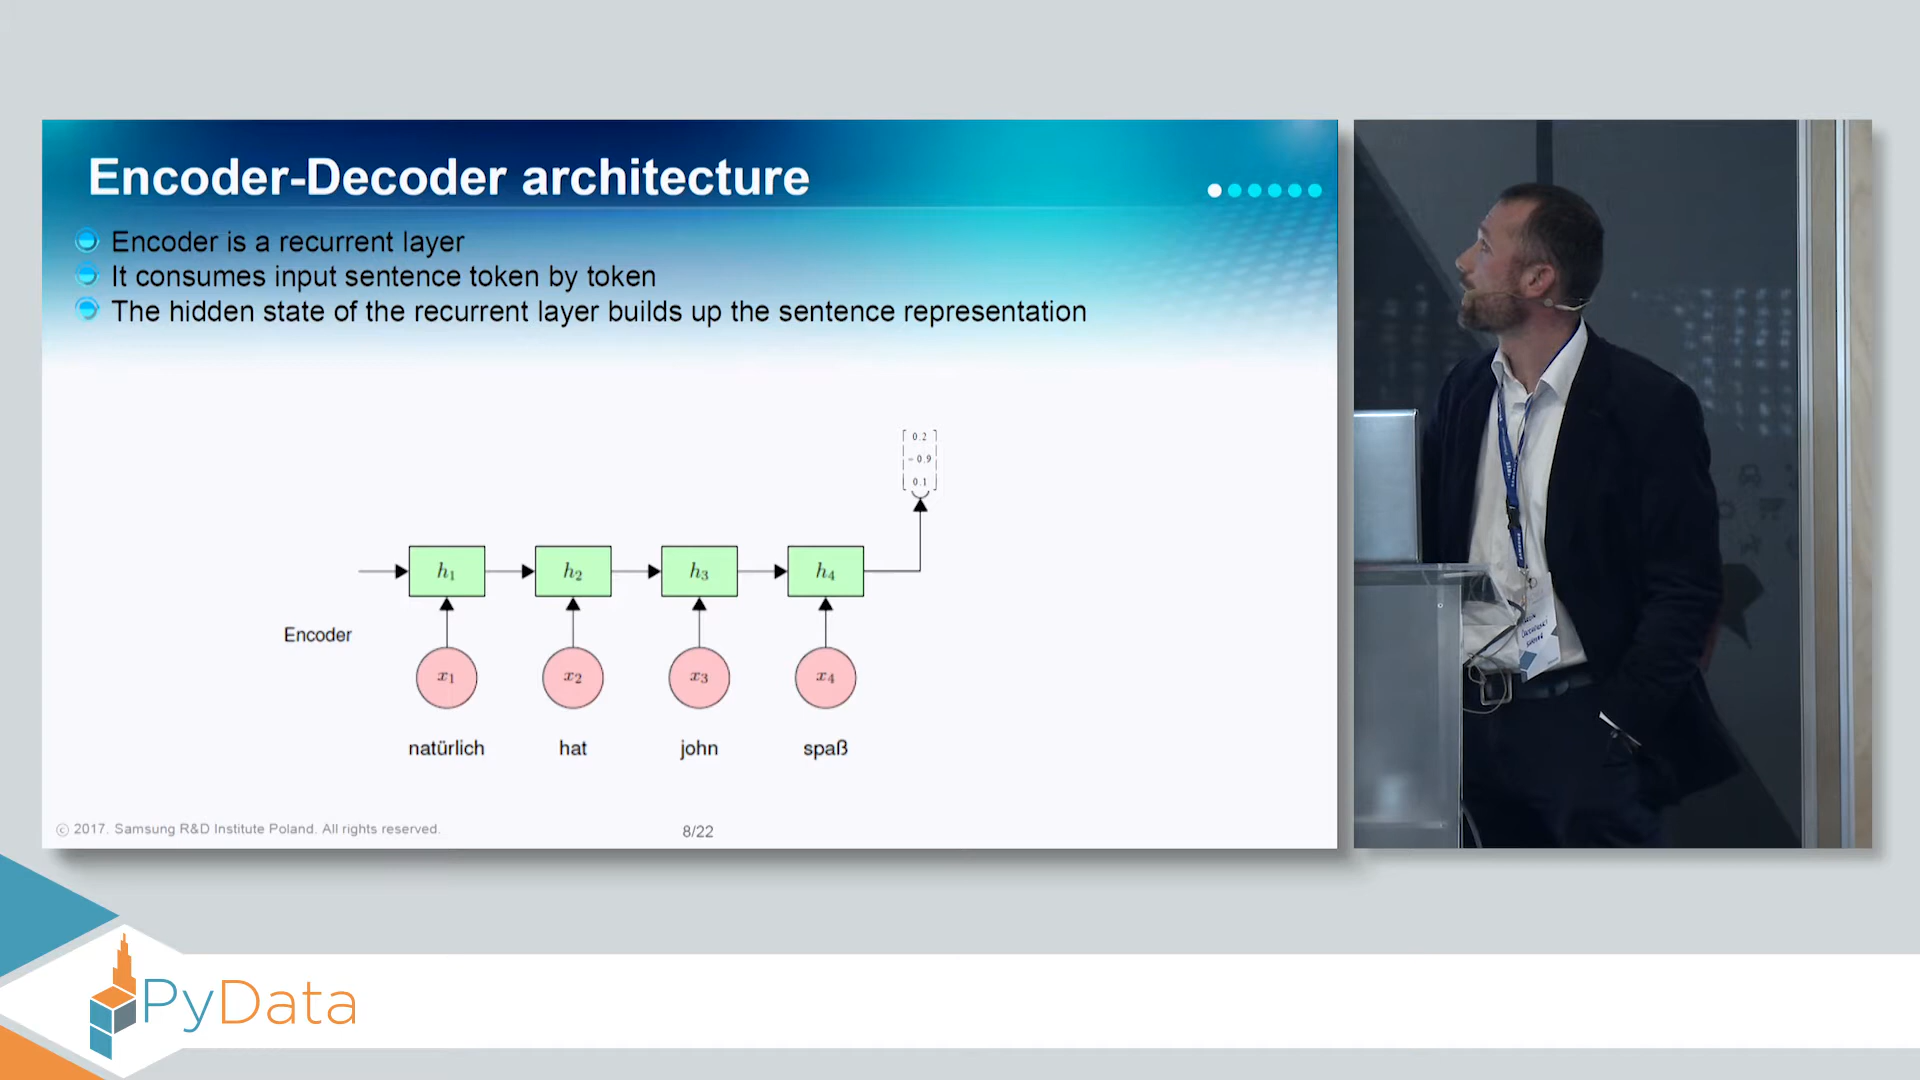 Encoder-Decoder architecture
Encoder is a recurrent layer
It consumes input sentence token by token
The hidden state of the recurrent layer builds up the sentence representation
0.2
−0.9
0.1
h1 h2 h3 h4
Encoder
x1 x2 x3 x4
natürlich hat john spaß
© 2017. Samsung R&D Institute Poland. All rights reserved.
8/22
PyData